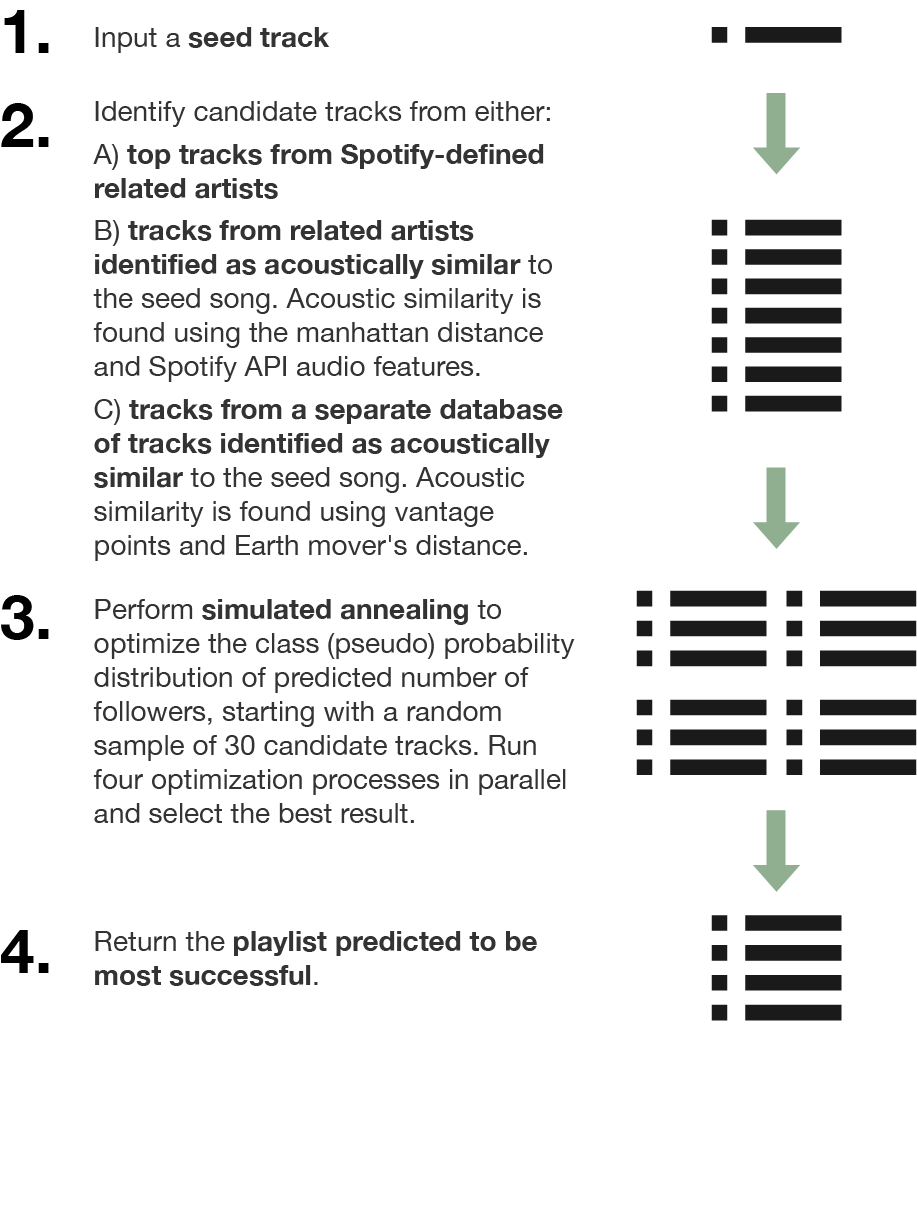 1. Input a seed track
2. Identify candidate tracks from either:
A) top tracks from Spotify-defined
related artists
B) tracks from related artists
identified as acoustically similar to
the seed song. Acoustic similarity is
found using the manhattan distance
and Spotify API audio features.
C) tracks from a separate database
of tracks identified as acoustically
similar to the seed song. Acoustic
similarity is found using vantage
points and Earth mover's distance.
3. Perform simulated annealing to
optimize the class (pseudo) probability
distribution of predicted number of
followers, starting with a random
sample of 30 candidate tracks. Run
four optimization processes in parallel
and select the best result.
4. Return the playlist predicted to be
most successful.